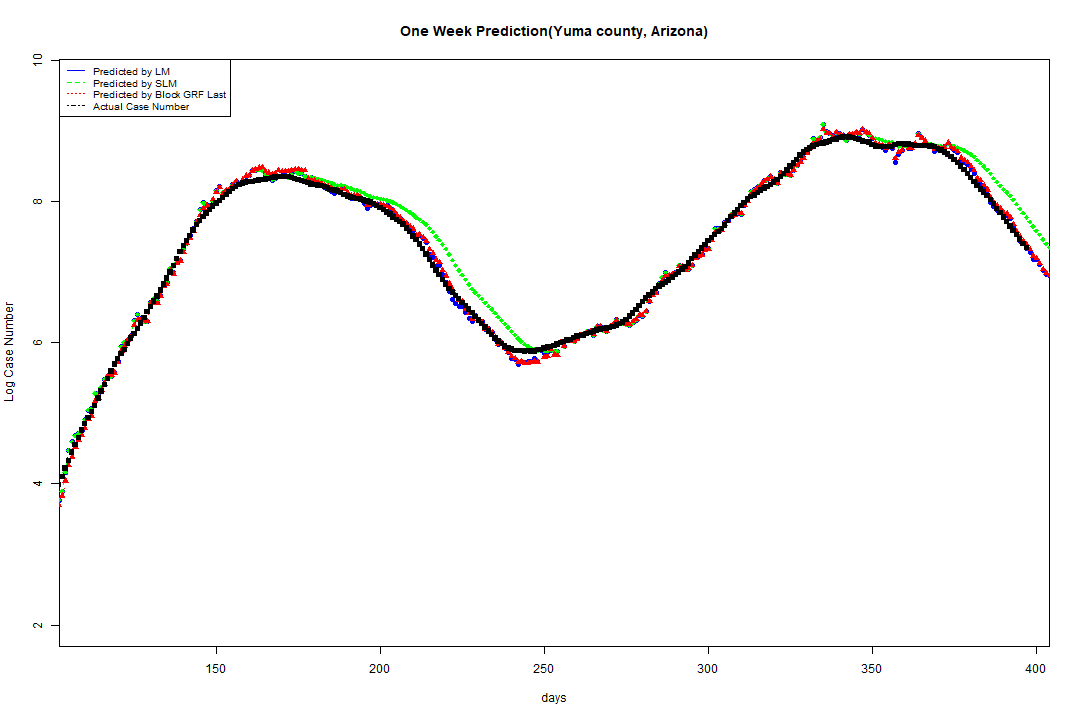 One Week Prediction(Yuma county, Arizona)
Predicted by LM
Predicted by SLM
Predicted by Block GRF Last
Actual Case Number
Log Case Number
10
8
6
4
2
150 200 250 300 350 400
days